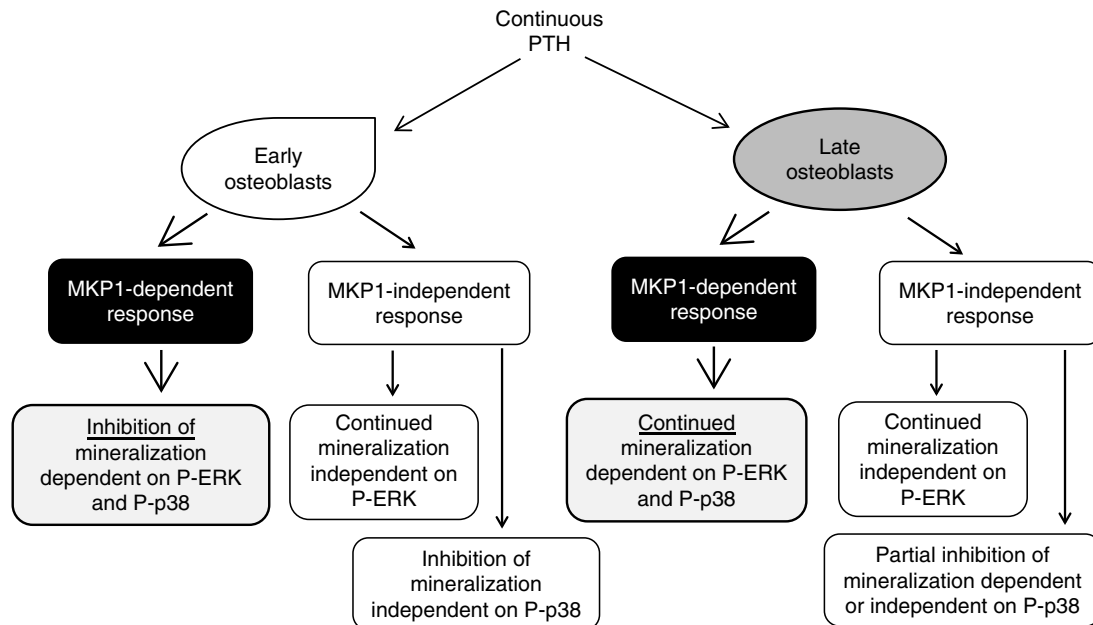 Continuous
PTH
Early
osteoblasts
Late
osteoblasts
MKP1-dependent
response
MKP1-independent
response
MKP1-dependent
response
MKP1-independent
response
Inhibition of
mineralization
dependent on P-ERK
and P-p38
Continued
mineralization
independent on
P-ERK
Continued
mineralization
dependent on P-ERK
and P-p38
Continued
mineralization
independent on
P-ERK
Inhibition of
mineralization
independent on P-p38
Partial inhibition of
mineralization dependent
or independent on P-p38